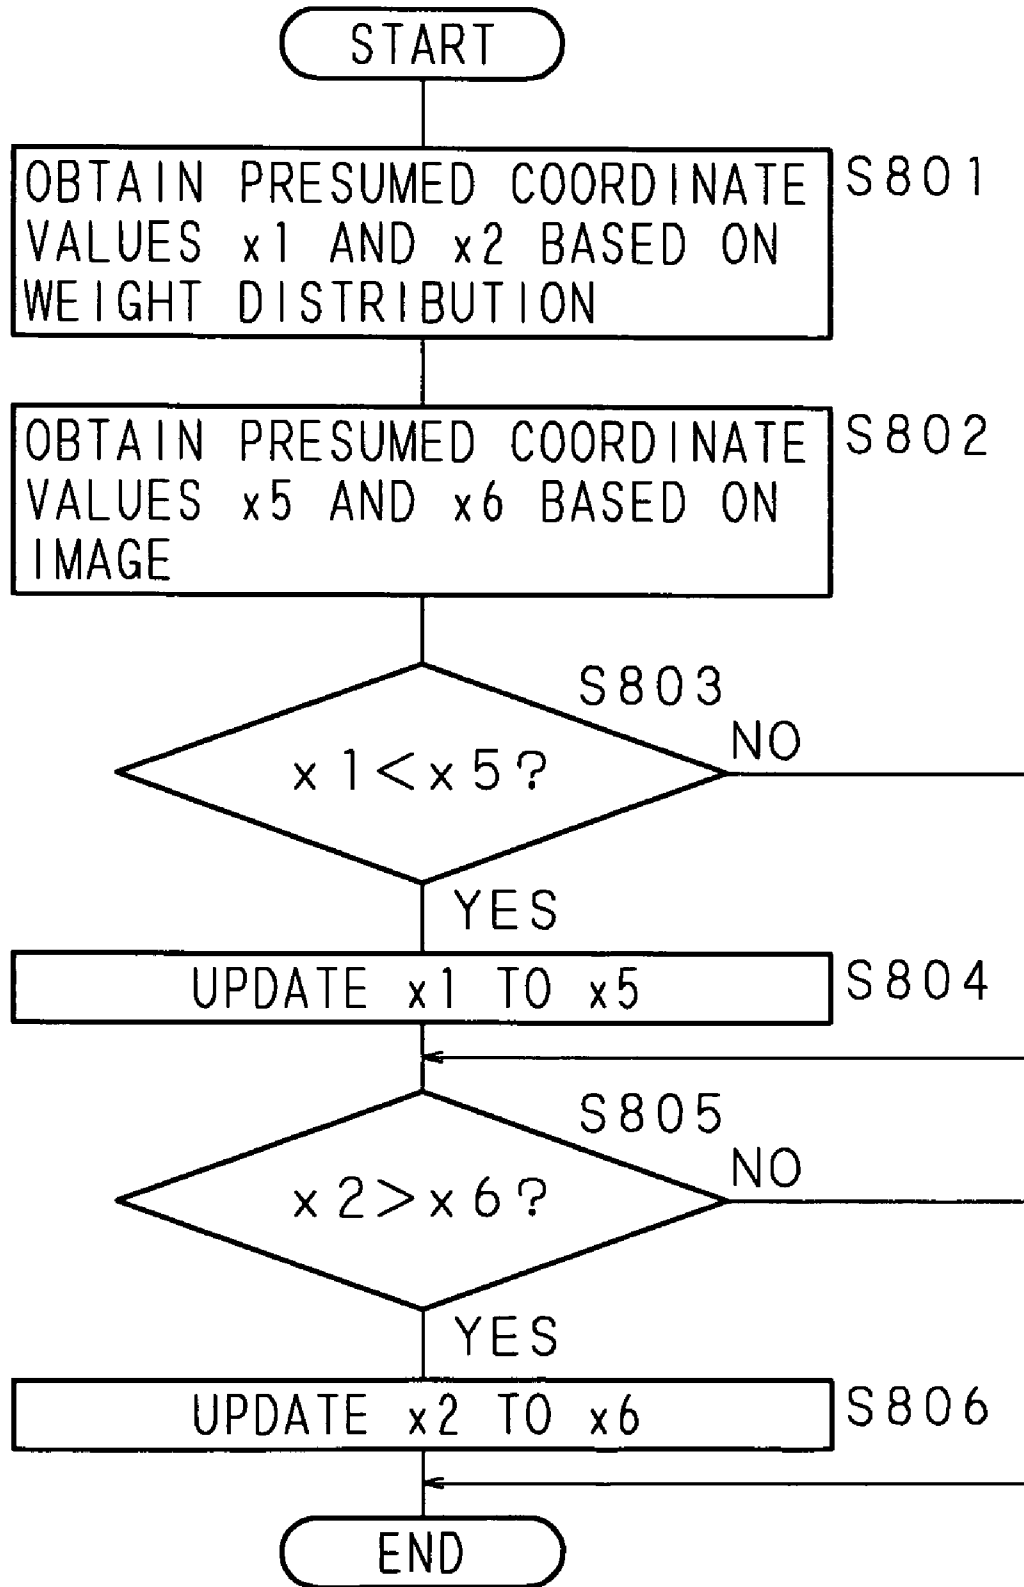 START
OBTAIN PRESUMED COORDINATE
VALUES x1 AND x2 BASED ON
WEIGHT DISTRIBUTION
S801
OBTAIN PRESUMED COORDINATE
VALUES x5 AND x6 BASED ON
IMAGE
S802
S803
x1<x5?
NO
YES
UPDATE x1 TO x5
S804
S805
x2>x6?
NO
YES
UPDATE x2 TO x6
S806
END